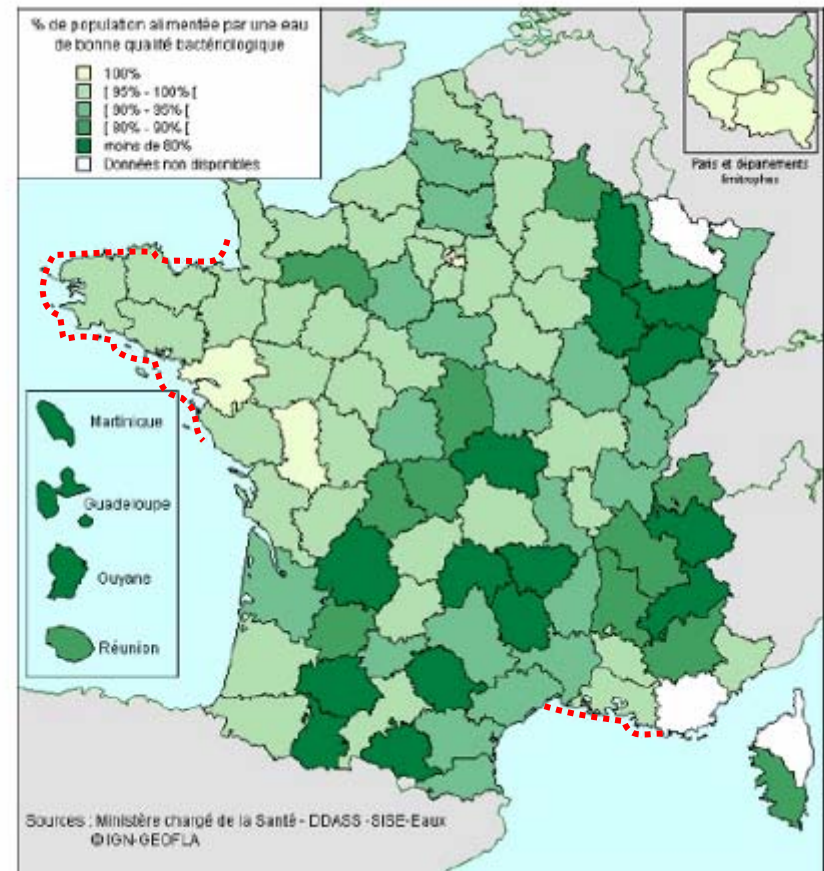 % de population alimentée par une eau
de bonne qualité bactériologique
100%
[ 95% - 100% [
[ 90% - 95% [
[ 80% - 90% [
moins de 80%
Données non disponibles
Paris et départements
limitrophes
Martinique
Guadeloupe
Guyane
Réunion
Sources : Ministère chargé de la Santé - DDASS -SISE-Eaux
©IGN-GEOFLA